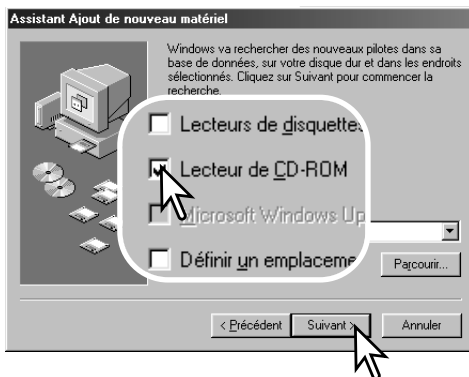 Assistant Ajout de nouveau matériel
Windows va rechercher des nouveaux pilotes dans sa
base de données, sur votre disque dur et dans les endroits
sélectionnés. Cliquez sur Suivant pour commencer la
recherche.
Lecteurs de disquettes
Lecteur de CD-ROM
Microsoft Windows Up
Définir un emplaceme
Parcourir...
< Précédent
Suivant >
Annuler